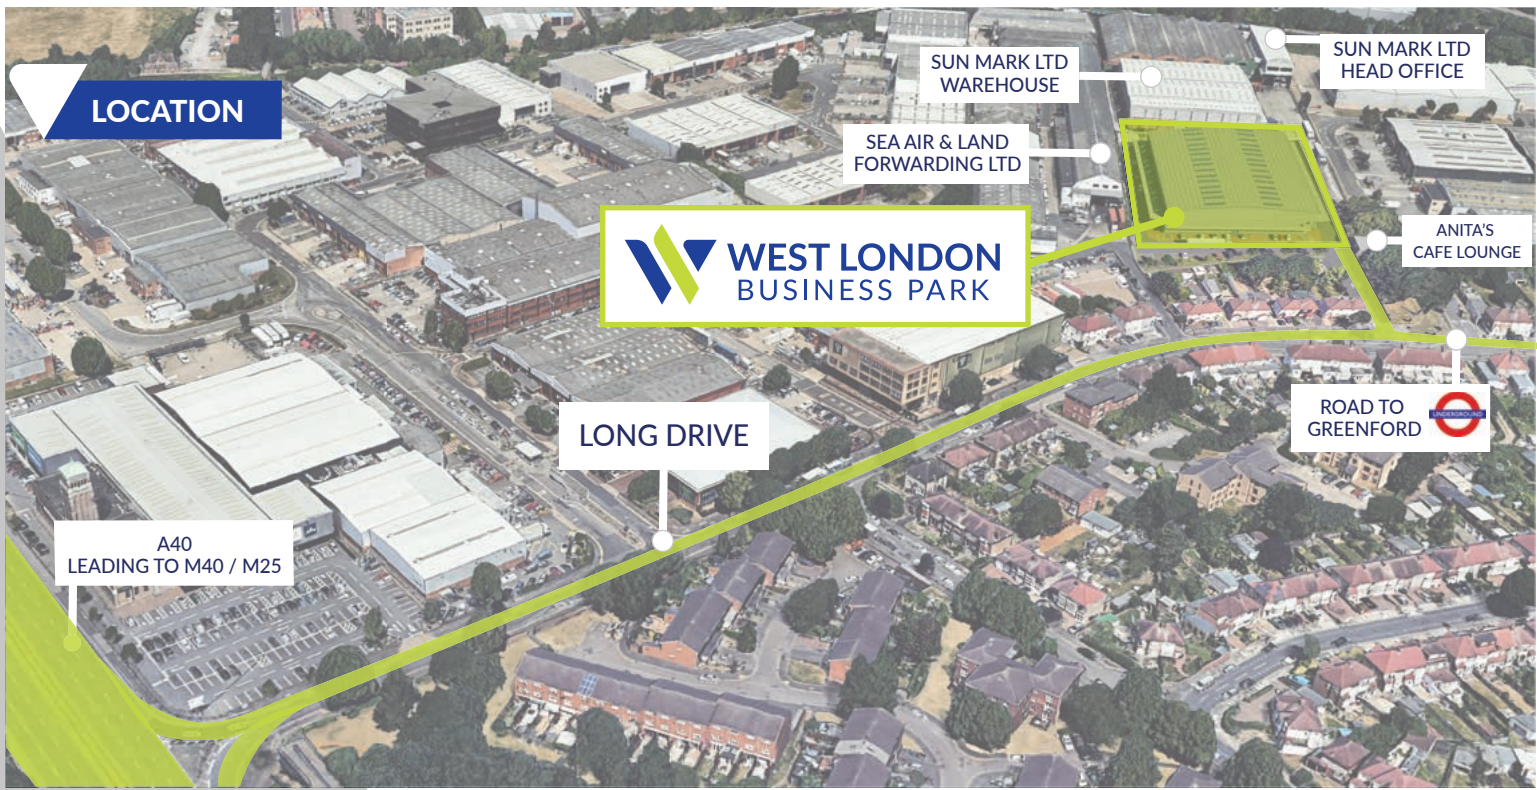 LOCATION
SUN MARK LTD
WAREHOUSE
SUN MARK LTD
HEAD OFFICE
SEA AIR & LAND
FORWARDING LTD
WEST LONDON
BUSINESS PARK
ANITA'S
CAFE LOUNGE
ROAD TO
GREENFORD
UNDERGROUND
LONG DRIVE
A40
LEADING TO M40 / M25